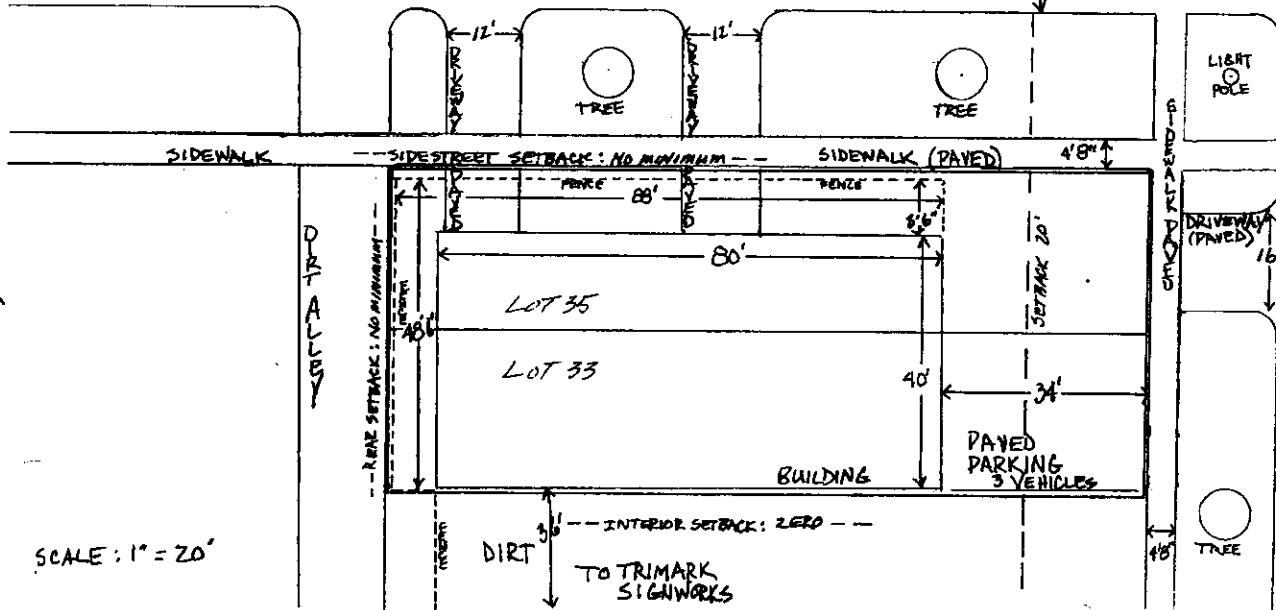 12'
12'
DRIVEWAY
DRIVEWAY
TREE
TREE
LIGHT
POLE
SIDEWALK
--SIDESTREET SETBACK: NO MINIMUM--
SIDEWALK (PAVED)
4'8"
SIDEWALK PAVED
FENCE
FENCE
PAVED
PAVED
88'
8'6"
DRIVEWAY
(PAVED)
16
80'
SETBACK 20'
DIRT ALLEY
--REAR SETBACK: NO MINIMUM--
FENCE
48'6"
LOT 35
LOT 33
40'
34'
PAVED
PARKING
3 VEHICLES
BUILDING
--INTERIOR SETBACK: ZERO--
FENCE
DIRT
TO TRIMARK
SIGNWORKS
4'8"
TREE
SCALE: 1" = 20'